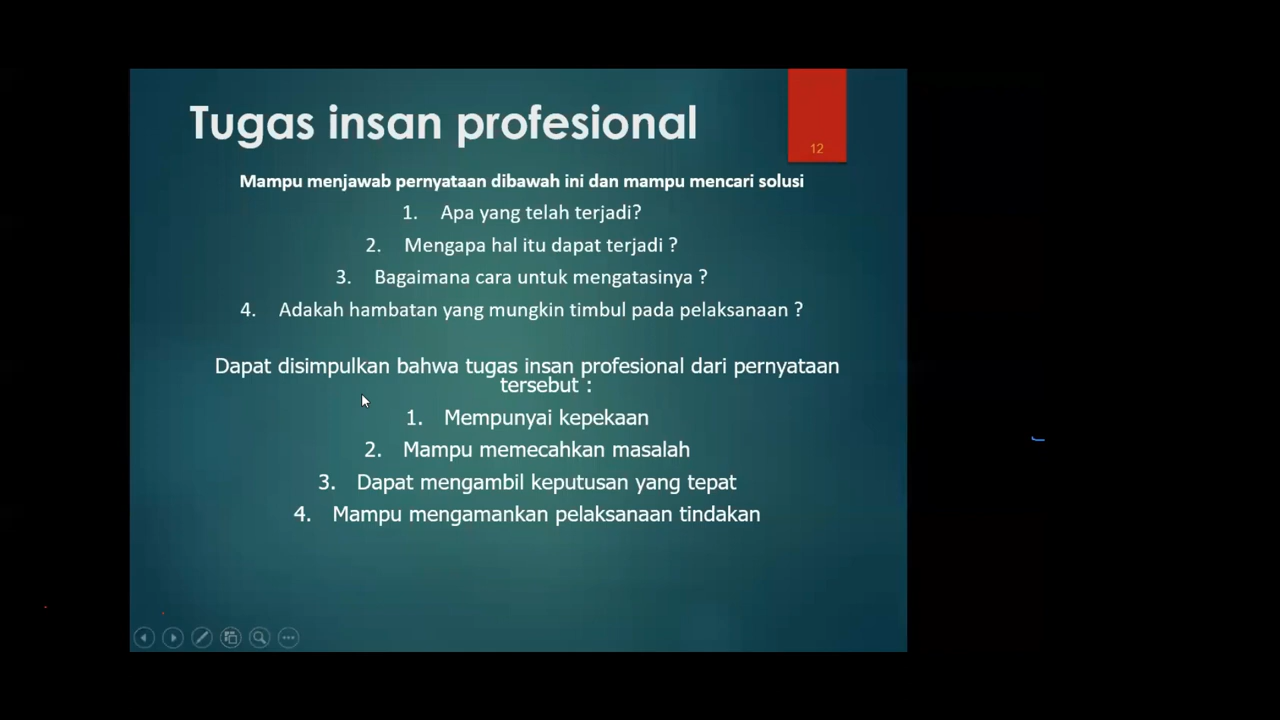 Tugas insan profesional
12
Mampu menjawab pernyataan dibawah ini dan mampu mencari solusi
1. Apa yang telah terjadi?
2. Mengapa hal itu dapat terjadi ?
3. Bagaimana cara untuk mengatasinya ?
4. Adakah hambatan yang mungkin timbul pada pelaksanaan ?
Dapat disimpulkan bahwa tugas insan profesional dari pernyataan
tersebut :
1. Mempunyai kepekaan
2. Mampu memecahkan masalah
3. Dapat mengambil keputusan yang tepat
4. Mampu mengamankan pelaksanaan tindakan